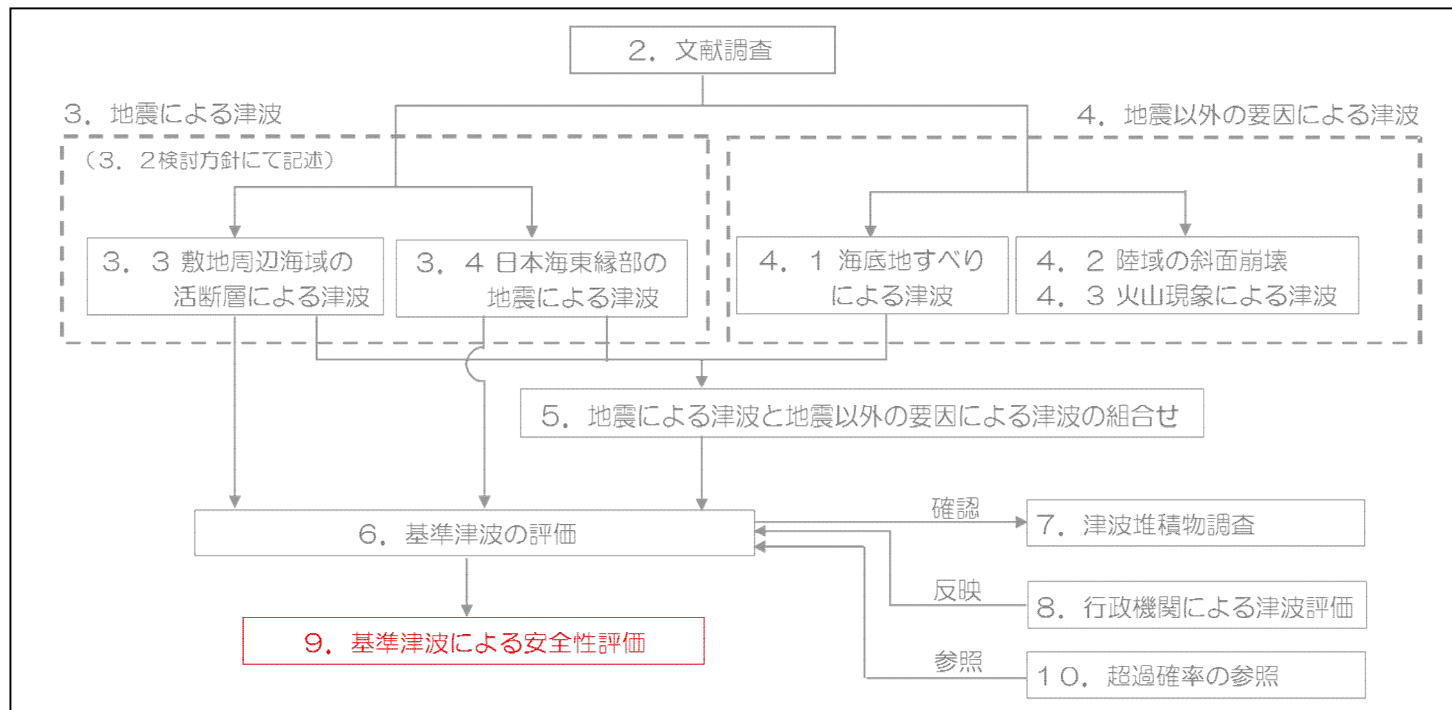 ２．文献調査
３．地震による津波
４．地震以外の要因による津波
（３．２検討方針にて記述）
３．３敷地周辺海域の
活断層による津波
３．４日本海東縁部の
地震による津波
４．１海底地すべり
による津波
４．２陸域の斜面崩壊
４．３火山現象による津波
５．地震による津波と地震以外の要因による津波の組合せ
６．基準津波の評価
確認
７．津波堆積物調査
反映
８．行政機関による津波評価
９．基準津波による安全性評価
参照
１０．超過確率の参照